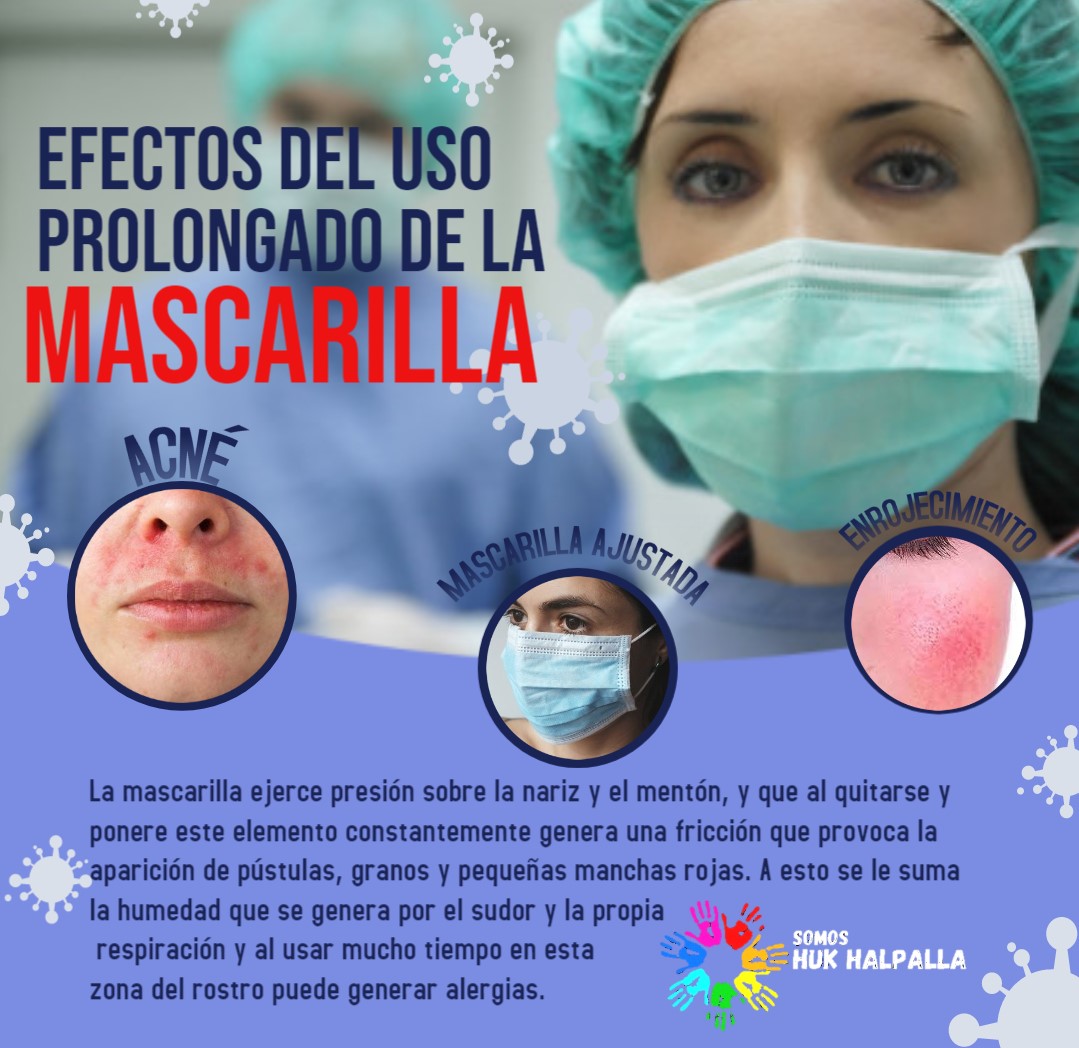 EFECTOS DEL USO
PROLONGADO DE LA
MASCARILLA
ACNÉ
MASCARILLA AJUSTADA
ENROJECIMIENTO
La mascarilla ejerce presión sobre la nariz y el mentón, y que al quitarse y
ponere este elemento constantemente genera una fricción que provoca la
aparición de pústulas, granos y pequeñas manchas rojas. A esto se le suma
la humedad que se genera por el sudor y la propia
respiración y al usar mucho tiempo en esta
zona del rostro puede generar alergias.
SOMOS
HUK HALPALLA